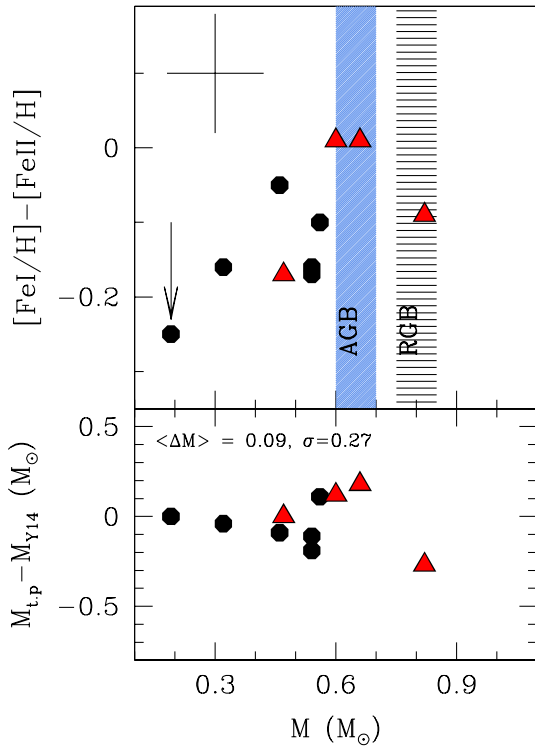 [FeI/H]−[FeII/H]
0
−0.2
AGB
RGB
<ΔM> = 0.09, σ=0.27
M_{t.p}−M_{Y14} (M_⊙)
0.5
0
−0.5
0.3 0.6 0.9
M (M_⊙)